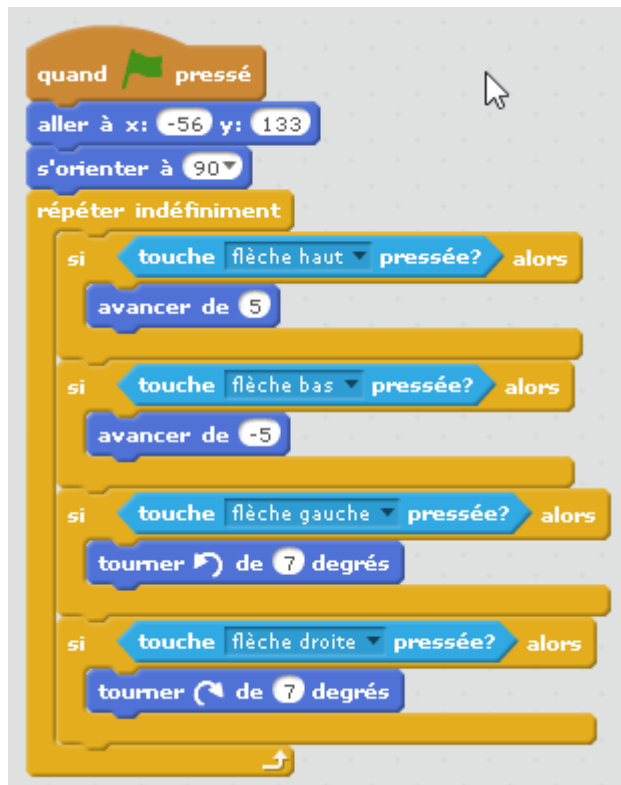 quand pressé
aller à x: -56 y: 133
s'orienter à 90
répéter indéfiniment
si touche flèche haut pressée? alors
avancer de 5
si touche flèche bas pressée? alors
avancer de -5
si touche flèche gauche pressée? alors
tourner de 7 degrés
si touche flèche droite pressée? alors
tourner de 7 degrés